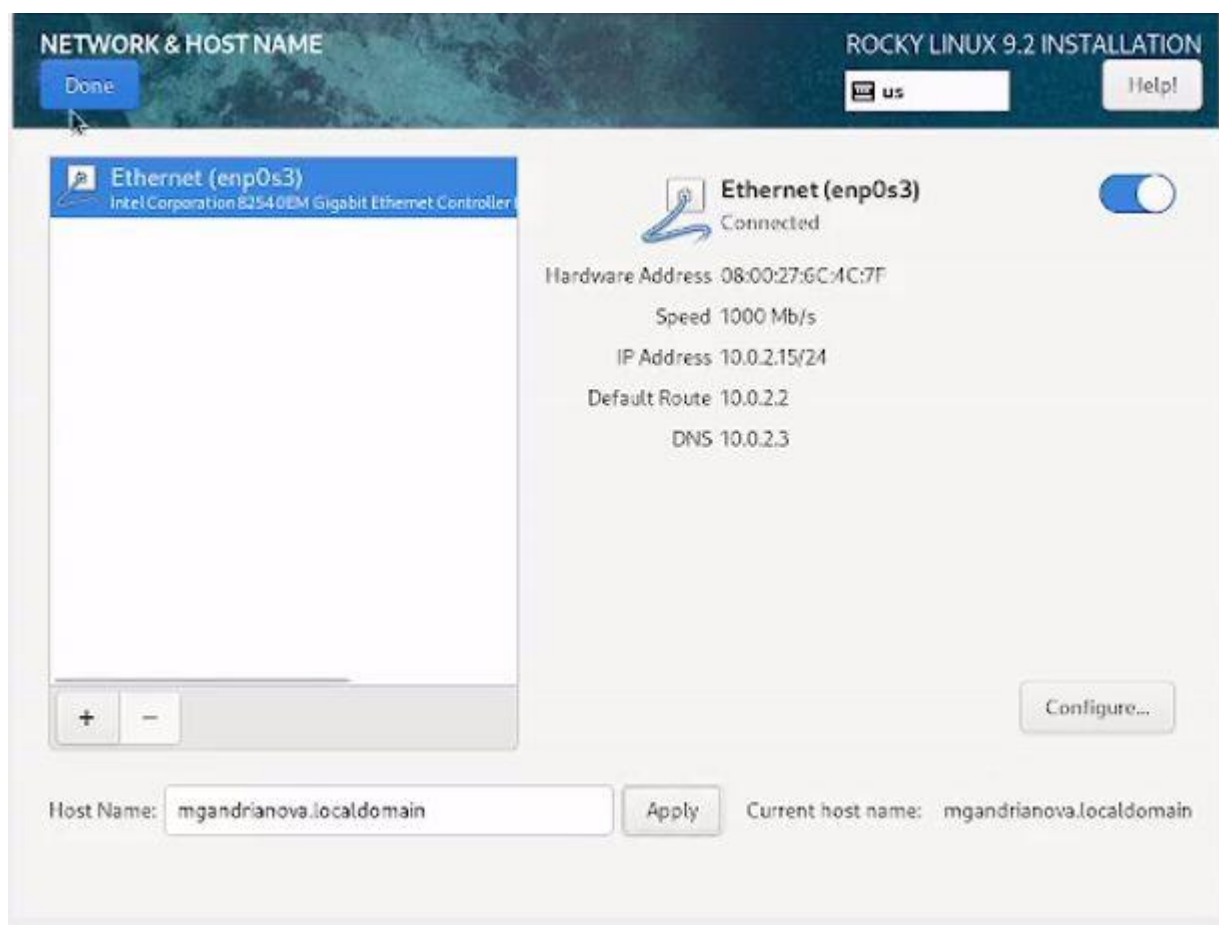 NETWORK & HOST NAME
ROCKY LINUX 9.2 INSTALLATION
Done
us
Help!
Ethernet (enp0s3)
Intel Corporation 82540EM Gigabit Ethernet Controller
Ethernet (enp0s3)
Connected
Hardware Address 08:00:27:6C:4C:7F
Speed 1000 Mb/s
IP Address 10.0.2.15/24
Default Route 10.0.2.2
DNS 10.0.2.3
+ −
Configure...
Host Name: mgandrianova.localdomain Apply Current host name: mgandrianova.localdomain